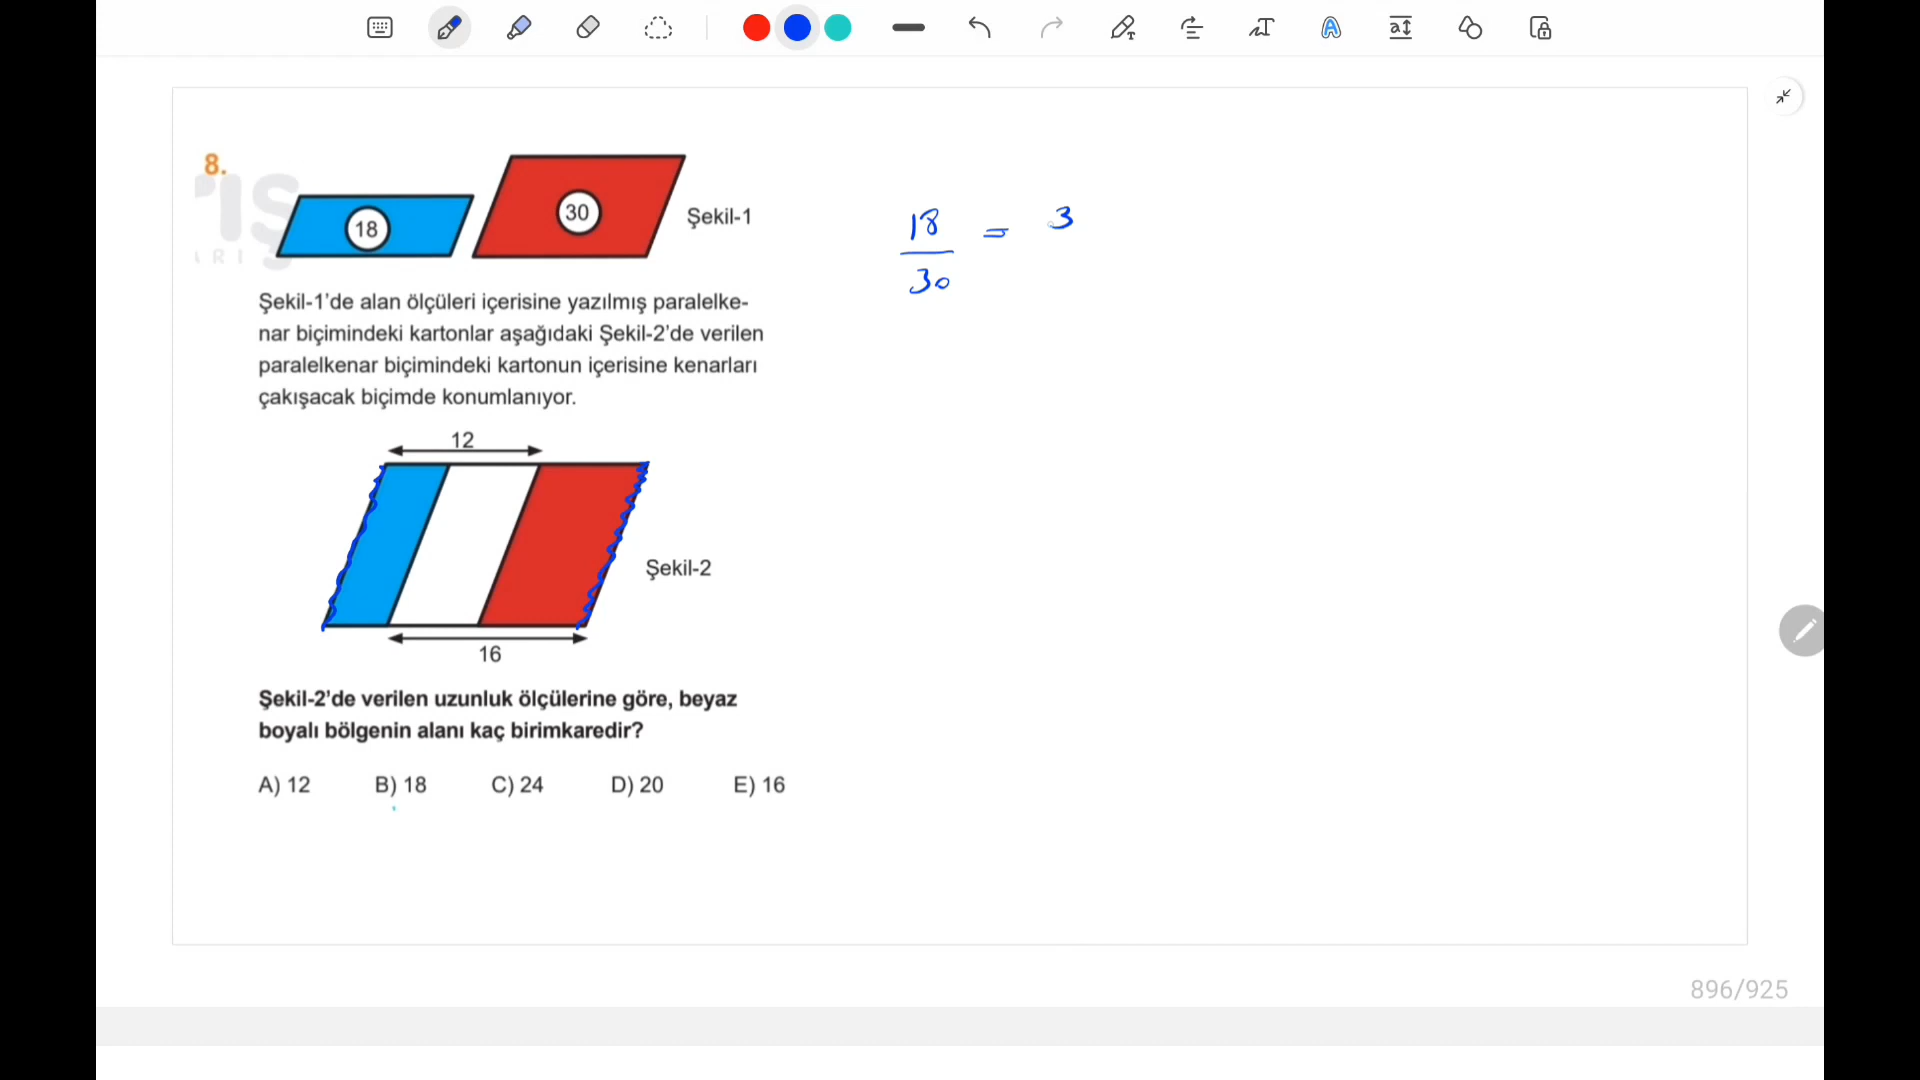 8.
18
30
Şekil-1
18/30 = 3
Şekil-1’de alan ölçüleri içerisine yazılmış paralelke-
nar biçimindeki kartonlar aşağıdaki Şekil-2’de verilen
paralelkenar biçimindeki kartonun içerisine kenarları
çakışacak biçimde konumlanıyor.
12
Şekil-2
16
Şekil-2’de verilen uzunluk ölçülerine göre, beyaz
boyalı bölgenin alanı kaç birimkaredir?
A) 12 B) 18 C) 24 D) 20 E) 16
896/925